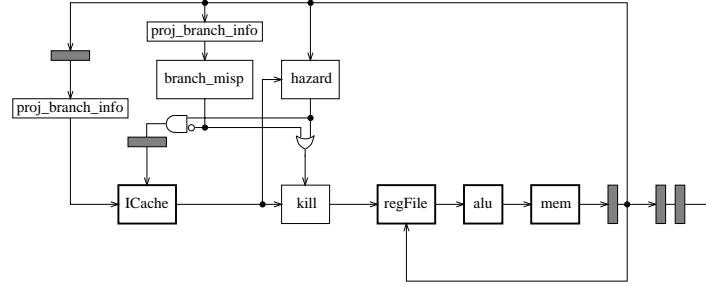 proj_branch_info
branch_misp
hazard
proj_branch_info
ICache
kill
regFile
alu
mem